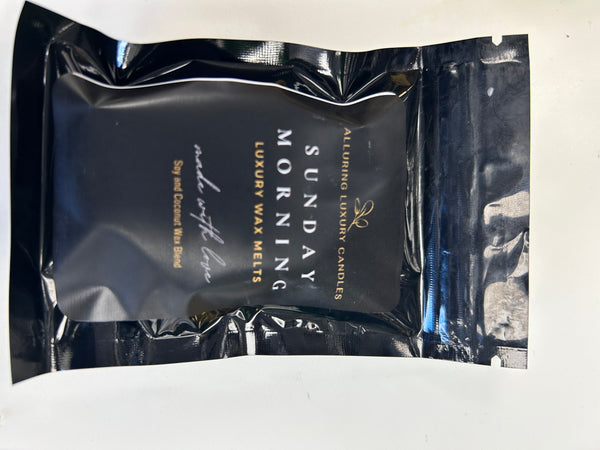 ALLURING LUXURY CANDLES
SUNDAY
MORNING
LUXURY WAX MELTS
made with love
Soy and Coconut Wax Blend